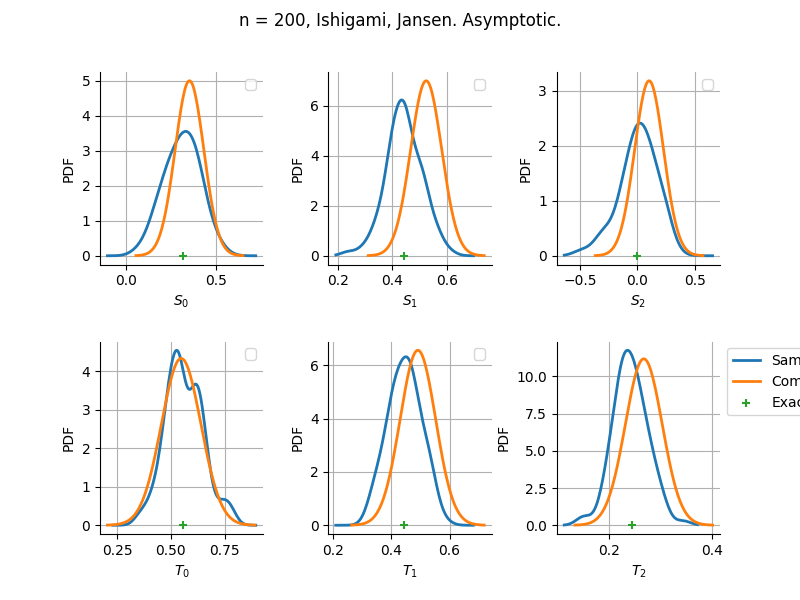 n = 200, Ishigami, Jansen. Asymptotic.
5
4
3
2
1
0
PDF
0.0 0.5
S0
6
4
2
0
PDF
0.2 0.4 0.6
S1
3
2
1
0
PDF
−0.5 0.0 0.5
S2
4
3
2
1
0
PDF
0.25 0.50 0.75
T0
6
4
2
0
PDF
0.2 0.4 0.6
T1
10.0
7.5
5.0
2.5
0.0
PDF
0.2 0.4
T2
Sam
Com
Exac